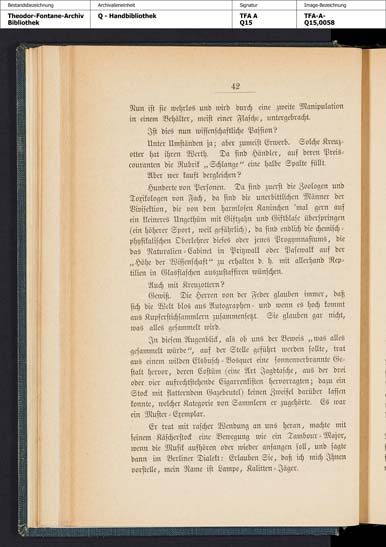 Bestandsbezeichnung
Archivalieneinheit
Signatur
Image-Bezeichnung
Theodor-Fontane-Archiv
Bibliothek
Q - Handbibliothek
TFA A
Q15
TFA-A-
Q15,0058
42
Nun ist sie wehrlos und wird durch eine zweite Manipulation
in einem Behälter, meist einer Flasche, untergebracht.
Ist dies nun wissenschaftliche Passion?
Unter Umständen ja; aber zumeist Erwerb. Solche Kreuz-
otter hat ihren Werth. Da sind Händler, auf deren Preis-
couranten die Rubrik „Schlange“ eine halbe Spalte füllt.
Aber wer kauft dergleichen?
Hunderte von Personen. Da sind zuerst die Zoologen und
Toxikologen von Fach, da sind die unerbittlichen Männer der
Vivisektion, die von dem harmlosen Kaninchen 'mal gern auf
ein kleineres Ungethüm mit Giftzahn und Giftblase überspringen
(ein höherer Sport, weil gefährlich), da sind endlich die chemisch-
physikalischen Oberlehrer dieses oder jenes Progymnasiums, die
das Naturalien-Cabinet in Pritzwalk oder Pasewalk auf der
„Höhe der Wissenschaft“ zu erhalten d. h. mit allerhand Rep-
tilien in Glasflaschen auszustaffiren wünschen.
Auch mit Kreuzottern?
Gewiß. Die Herren von der Feder glauben immer, daß
sich die Welt blos aus Autographen- und wenn es hoch kommt
aus Kupferstichsammlern zusammensetzt. Sie glauben gar nicht,
was alles gesammelt wird.
In diesem Augenblick, als ob uns der Beweis „was alles
gesammelt würde“, auf der Stelle geführt werden sollte, trat
aus einem wilden Elsbusch-Bosquet eine sonnenverbrannte Ge-
stalt hervor, deren Costüm (eine Art Jagdtasche, aus der drei
oder vier aufrechtstehende Cigarrenkisten hervorragten; dazu ein
Stock mit flatterndem Gazebeutel) keinen Zweifel darüber lassen
konnte, welcher Kategorie von Sammlern er zugehörte. Es war
ein Muster-Exemplar.
Er trat mit rascher Wendung an uns heran, machte mit
seinem Käscherstock eine Bewegung wie ein Tambour-Major,
wenn die Musik aufhören oder wieder anfangen soll, und sagte
dann im Berliner Dialekt: Erlauben Sie, daß ich mich Ihnen
vorstelle, mein Name ist Lampe, Kalitten-Jäger.